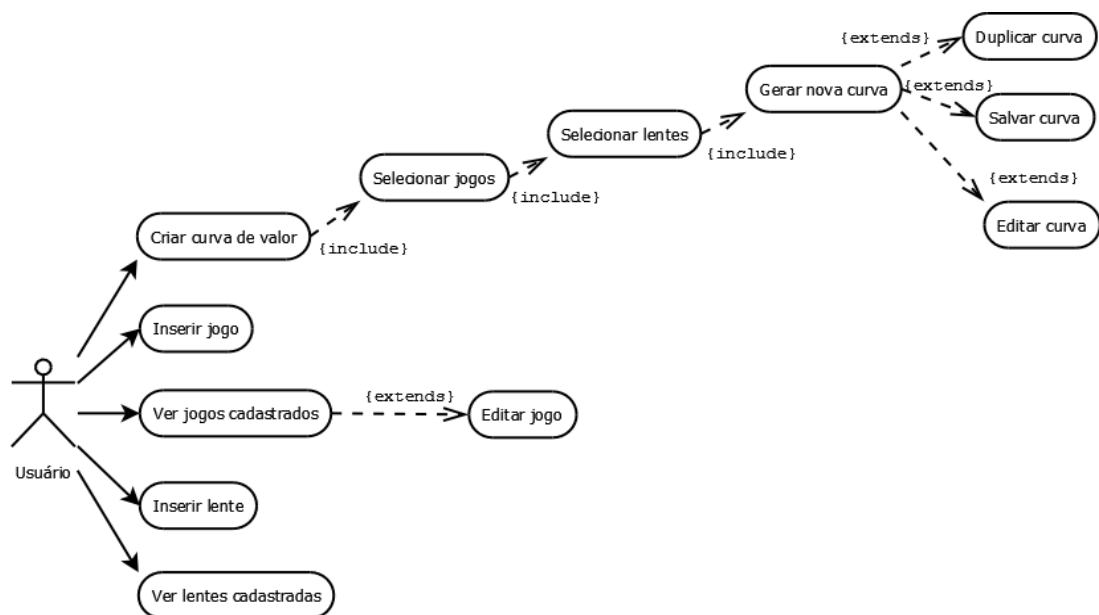 {extends}
Duplicar curva
Gerar nova curva
{extends}
Salvar curva
Selecionar lentes
{include}
Selecionar jogos
{include}
{extends}
Editar curva
Criar curva de valor
{include}
Inserir jogo
Ver jogos cadastrados
{extends}
Editar jogo
Usuário
Inserir lente
Ver lentes cadastradas